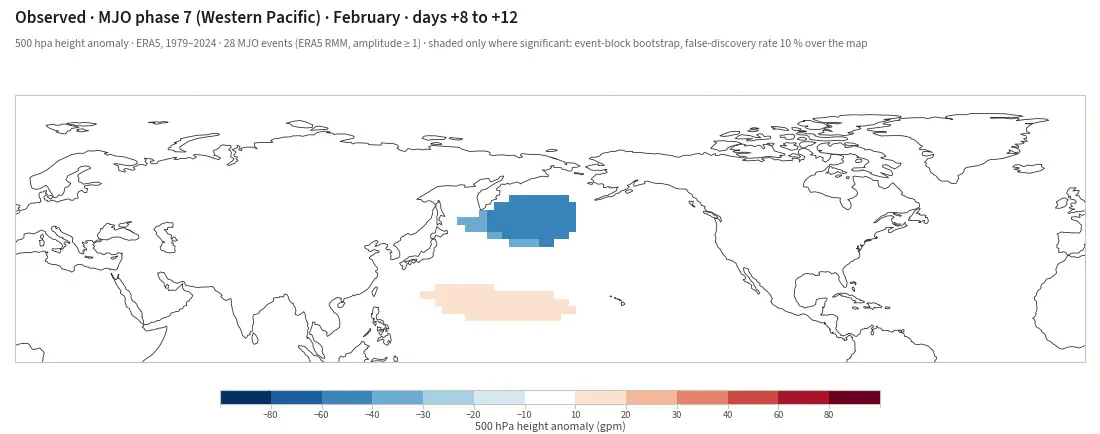 Observed · MJO phase 7 (Western Pacific) · February · days +8 to +12
500 hpa height anomaly · ERA5, 1979–2024 · 28 MJO events (ERA5 RMM, amplitude ≥ 1) · shaded only where significant: event-block bootstrap, false-discovery rate 10 % over the map
−80 −60 −40 −30 −20 −10 10 20 30 40 60 80
500 hPa height anomaly (gpm)